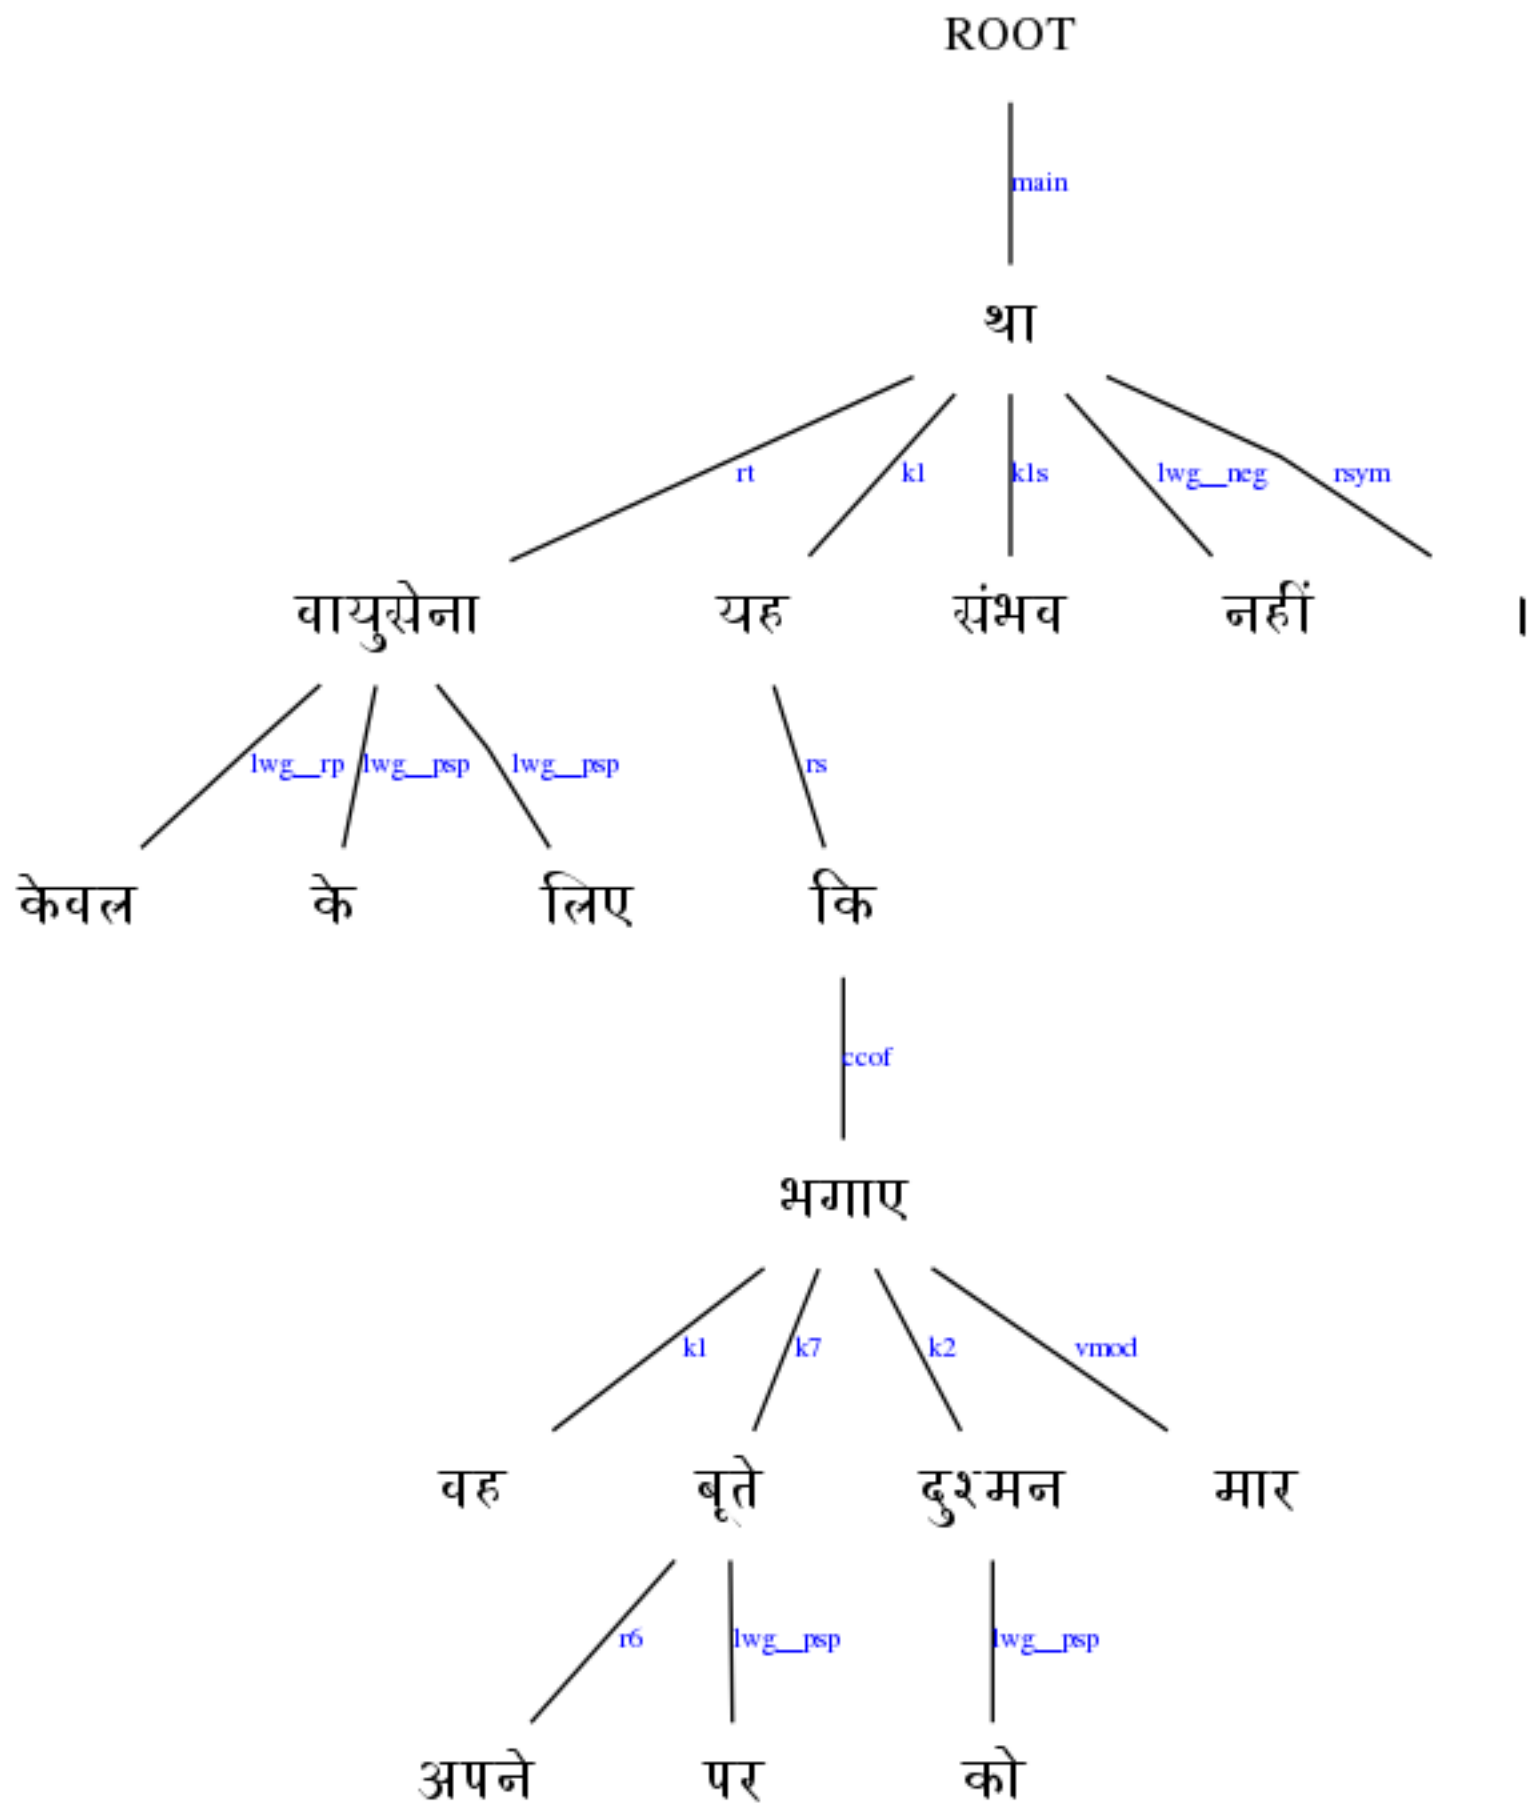 ROOT
main
था
rt k1 k1s lwg__neg rsym
वायुसेना यह संभव नहीं ।
lwg__rp lwg__psp lwg__psp rs
केवल के लिए कि
ccof
भगाए
k1 k7 k2 vmod
वह बूते दुश्मन मार
r6 lwg__psp lwg__psp
अपने पर को